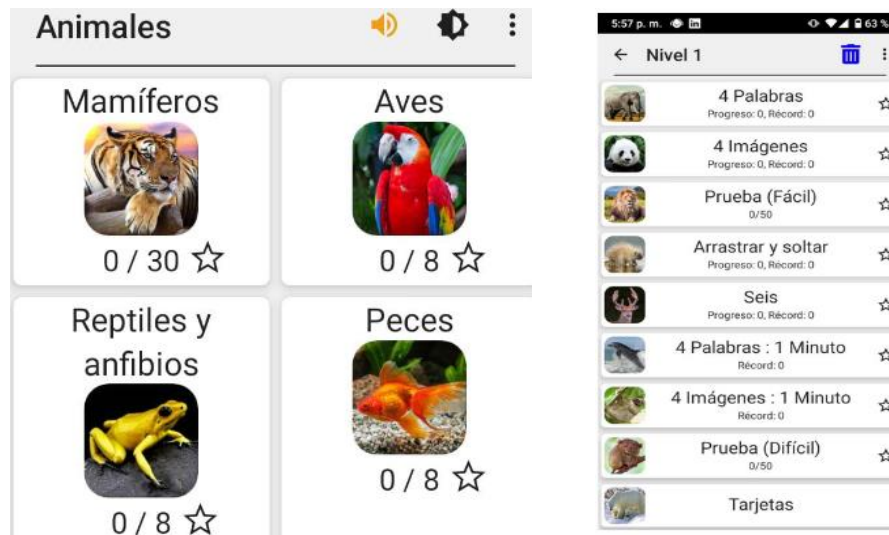 Animales
Mamíferos
Aves
0 / 30
0 / 8
Reptiles y
anfibios
Peces
0 / 8
0 / 8
5:57 p. m.
in
63 %
Nivel 1
4 Palabras
Progreso: 0, Récord: 0
4 Imágenes
Progreso: 0, Récord: 0
Prueba (Fácil)
0/50
Arrastrar y soltar
Progreso: 0, Récord: 0
Seis
Progreso: 0, Récord: 0
4 Palabras : 1 Minuto
Récord: 0
4 Imágenes : 1 Minuto
Récord: 0
Prueba (Difícil)
0/50
Tarjetas